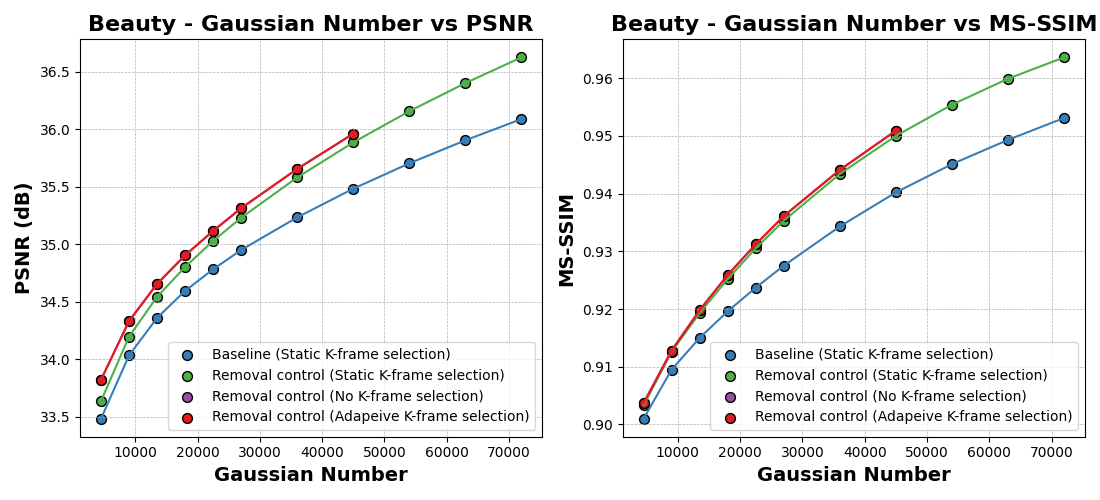 Beauty - Gaussian Number vs PSNR
PSNR (dB)
36.5
36.0
35.5
35.0
34.5
34.0
33.5
Baseline (Static K-frame selection)
Removal control (Static K-frame selection)
Removal control (No K-frame selection)
Removal control (Adapeive K-frame selection)
10000 20000 30000 40000 50000 60000 70000
Gaussian Number
Beauty - Gaussian Number vs MS-SSIM
MS-SSIM
0.96
0.95
0.94
0.93
0.92
0.91
0.90
Baseline (Static K-frame selection)
Removal control (Static K-frame selection)
Removal control (No K-frame selection)
Removal control (Adapeive K-frame selection)
10000 20000 30000 40000 50000 60000 70000
Gaussian Number